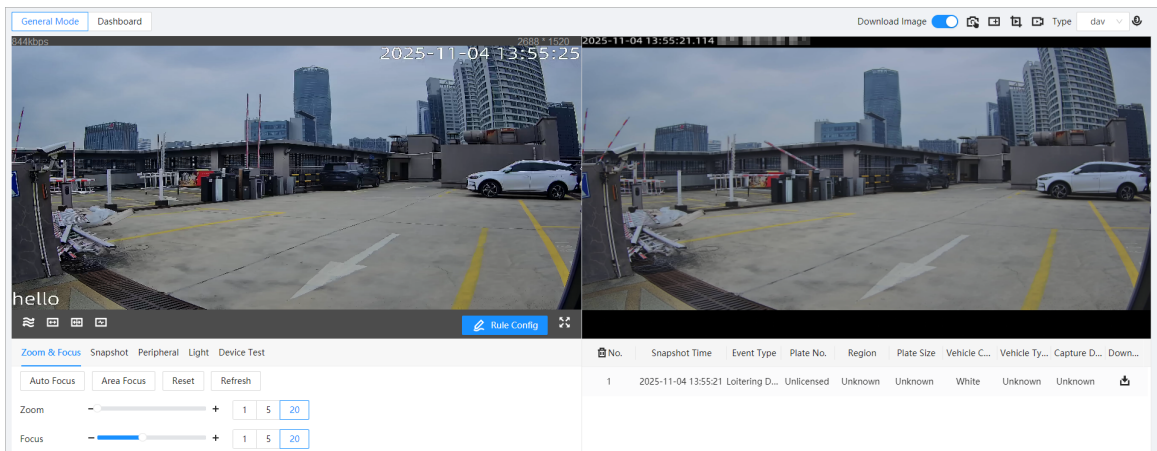 General Mode Dashboard Download Image Type dav
844kbps 2688 * 1520
2025-11-04 13:55:25
2025-11-04 13:55:21.114
hello
Rule Config
Zoom & Focus Snapshot Peripheral Light Device Test
Auto Focus Area Focus Reset Refresh
Zoom - + 1 5 20
Focus - + 1 5 20
No. Snapshot Time Event Type Plate No. Region Plate Size Vehicle C... Vehicle Ty... Capture D... Down...
1 2025-11-04 13:55:21 Loitering D... Unlicensed Unknown Unknown White Unknown Unknown